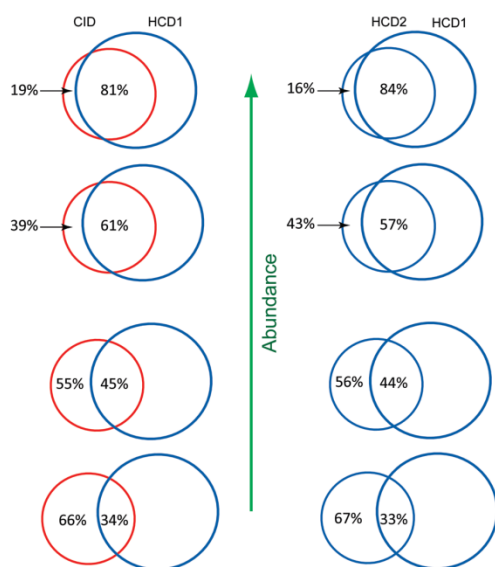 CID HCD1 HCD2 HCD1
19% 81% 16% 84%
39% 61% 43% 57%
Abundance
55% 45% 56% 44%
66% 34% 67% 33%